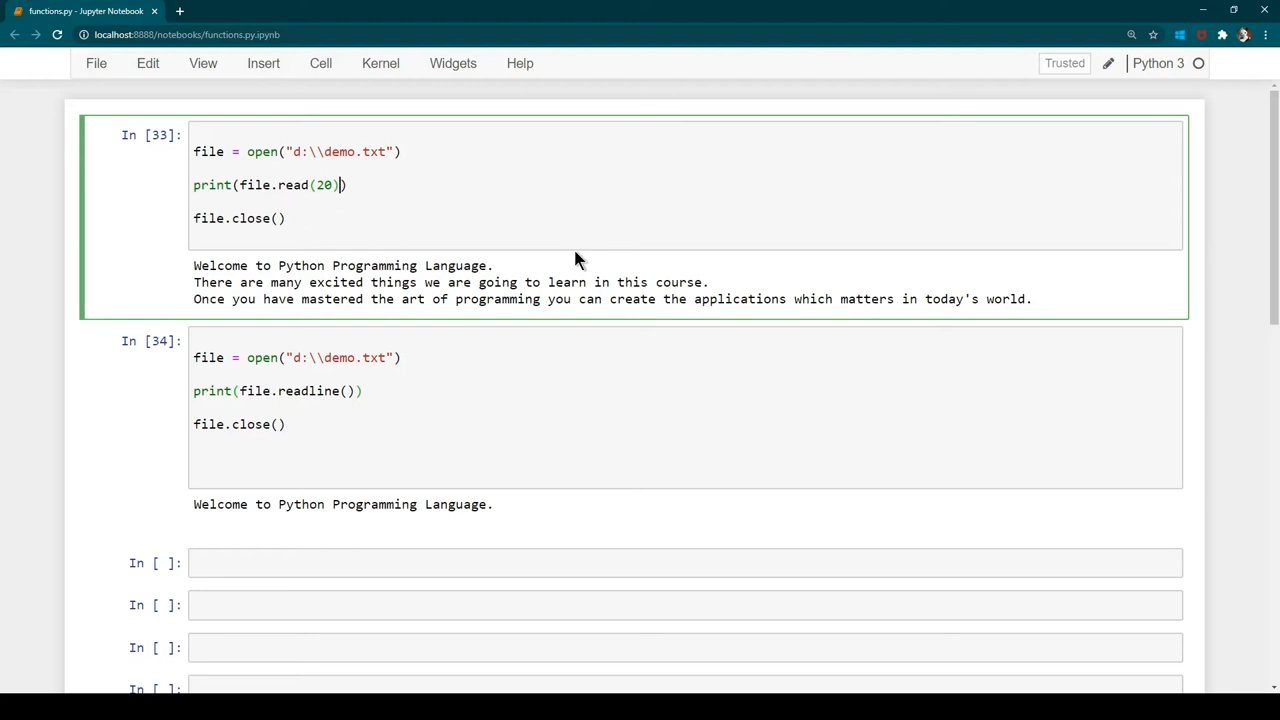 functions.py - Jupyter Notebook
localhost:8888/notebooks/functions.py.ipynb
File Edit View Insert Cell Kernel Widgets Help Trusted Python 3
In [33]:
file = open("d:\\demo.txt")
print(file.read(20))
file.close()
Welcome to Python Programming Language.
There are many excited things we are going to learn in this course.
Once you have mastered the art of programming you can create the applications which matters in today's world.
In [34]:
file = open("d:\\demo.txt")
print(file.readline())
file.close()
Welcome to Python Programming Language.
In [ ]:
In [ ]:
In [ ]:
In [ ]: